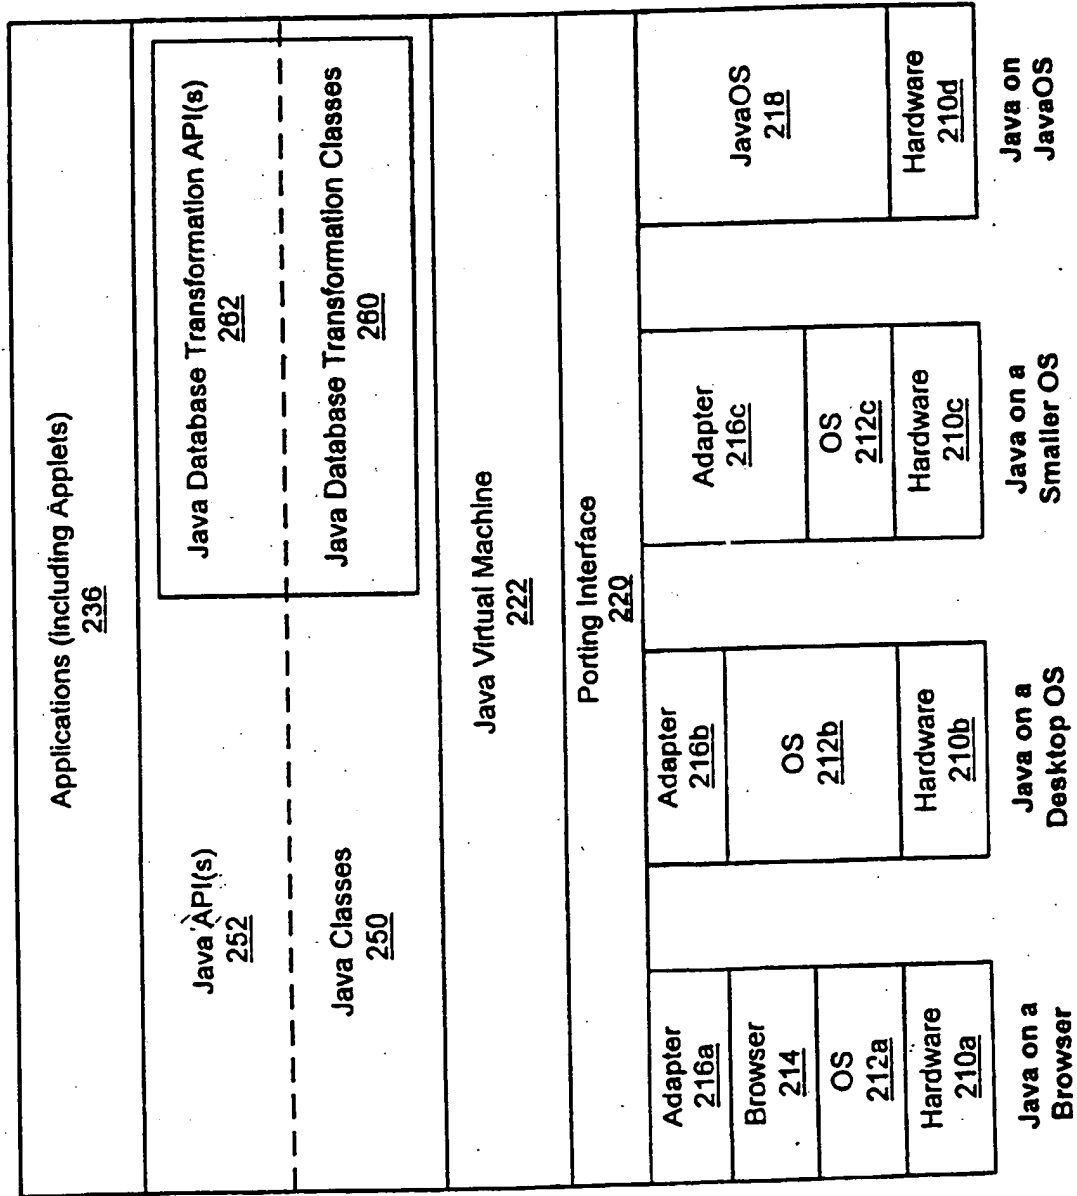 Applications (including Applets)
236
Java API(s)
252
Java Database Transformation API(s)
262
Java Classes
250
Java Database Transformation Classes
260
Java Virtual Machine
222
Porting Interface
220
Adapter
216a
Browser
214
OS
212a
Hardware
210a
Java on a
Browser
Adapter
216b
OS
212b
Hardware
210b
Java on a
Desktop OS
Adapter
216c
OS
212c
Hardware
210c
Java on a
Smaller OS
JavaOS
218
Hardware
210d
Java on
JavaOS